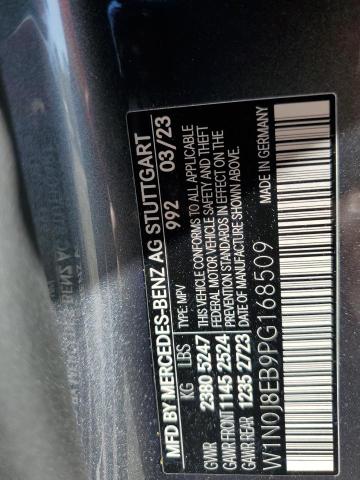 MFD BY MERCEDES-BENZ AG STUTTGART
992 03/23
KG LBS TYPE: MPV
GVWR 2380 5247 THIS VEHICLE CONFORMS TO ALL APPLICABLE
FEDERAL MOTOR VEHICLE SAFETY AND THEFT
GAWR FRONT 1145 2524 PREVENTION STANDARDS IN EFFECT ON THE
GAWR REAR 1235 2723 DATE OF MANUFACTURE SHOWN ABOVE.
W1N0J8EB9PG168509 MADE IN GERMANY